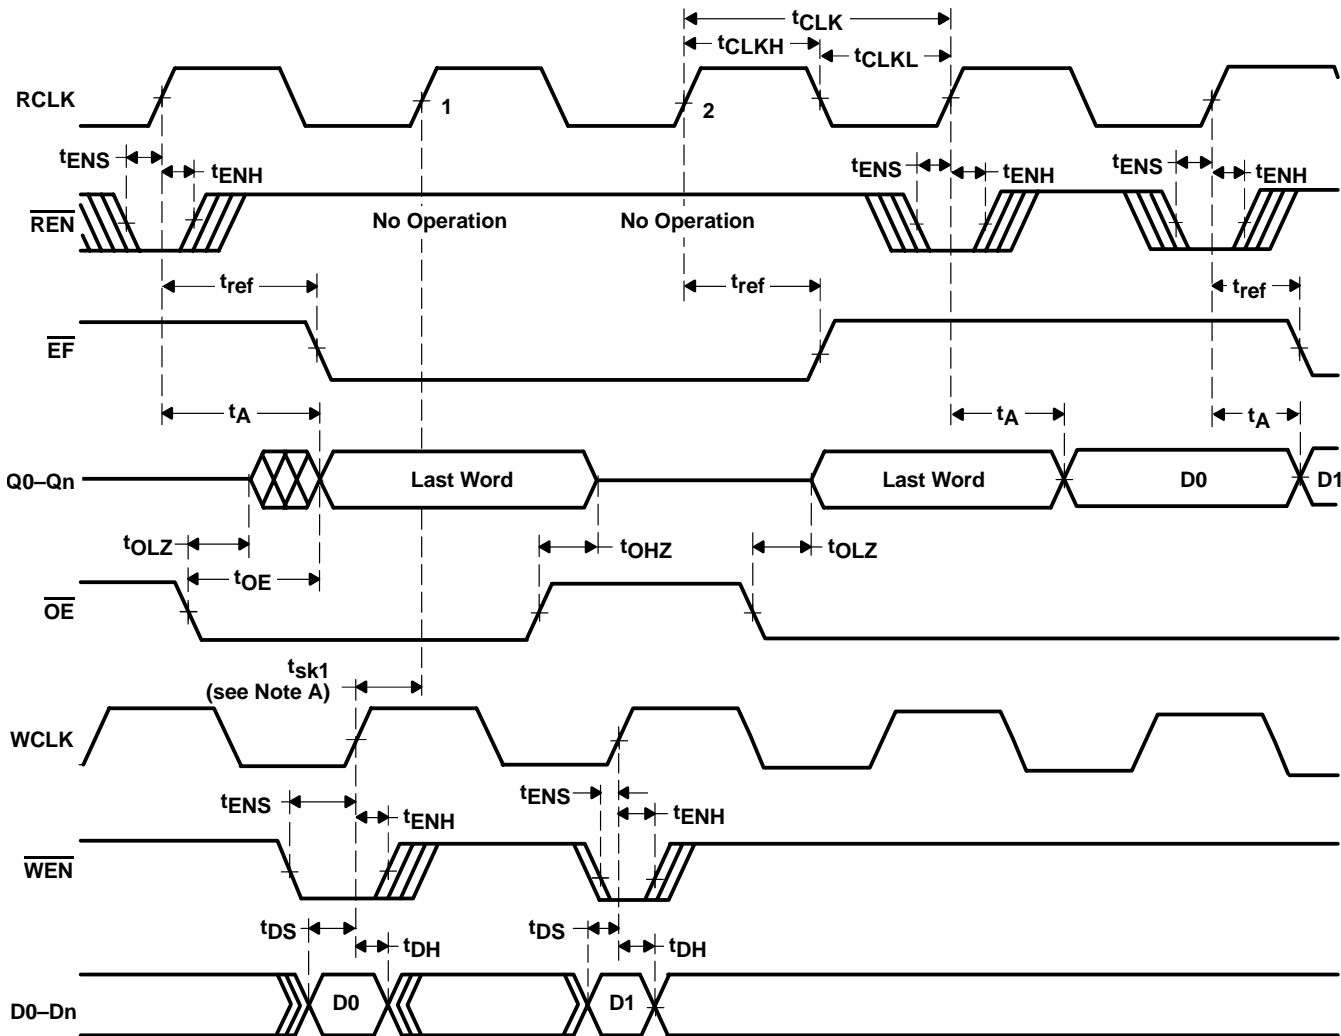 tCLK
tCLKH
tCLKL
RCLK
1
2
tENS
tENH
tENS
tENH
tENS
tENH
REN
No Operation
No Operation
tref
tref
tref
EF
tA
tA
tA
Q0–Qn
Last Word
Last Word
D0
D1
tOLZ
tOHZ
tOLZ
tOE
OE
tsk1
(see Note A)
WCLK
tENS
tENH
tENS
tENH
WEN
tDS
tDH
tDS
tDH
D0–Dn
D0
D1